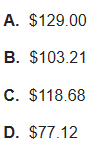 A. $129.00
B. $103.21
C. $118.68
D. $77.12